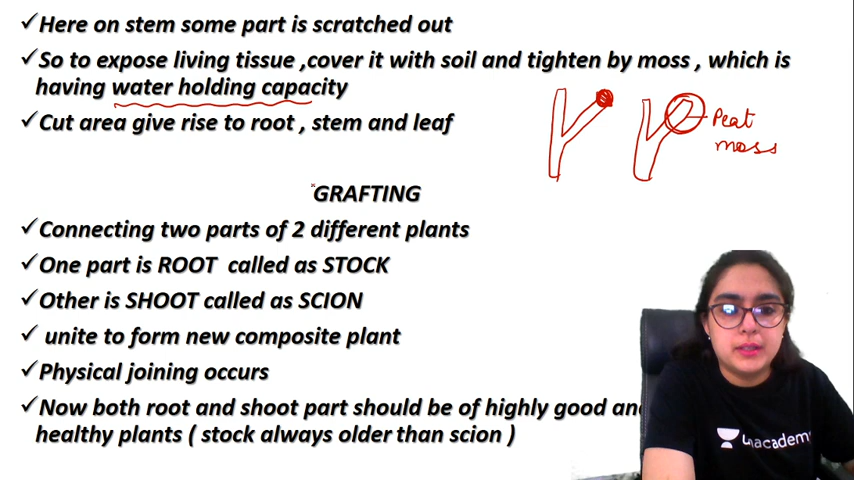 ✓Here on stem some part is scratched out
✓So to expose living tissue ,cover it with soil and tighten by moss , which is
having water holding capacity
✓Cut area give rise to root , stem and leaf
Peat
moss
GRAFTING
✓Connecting two parts of 2 different plants
✓One part is ROOT called as STOCK
✓Other is SHOOT called as SCION
✓ unite to form new composite plant
✓Physical joining occurs
✓Now both root and shoot part should be of highly good and
healthy plants ( stock always older than scion )
unacademy